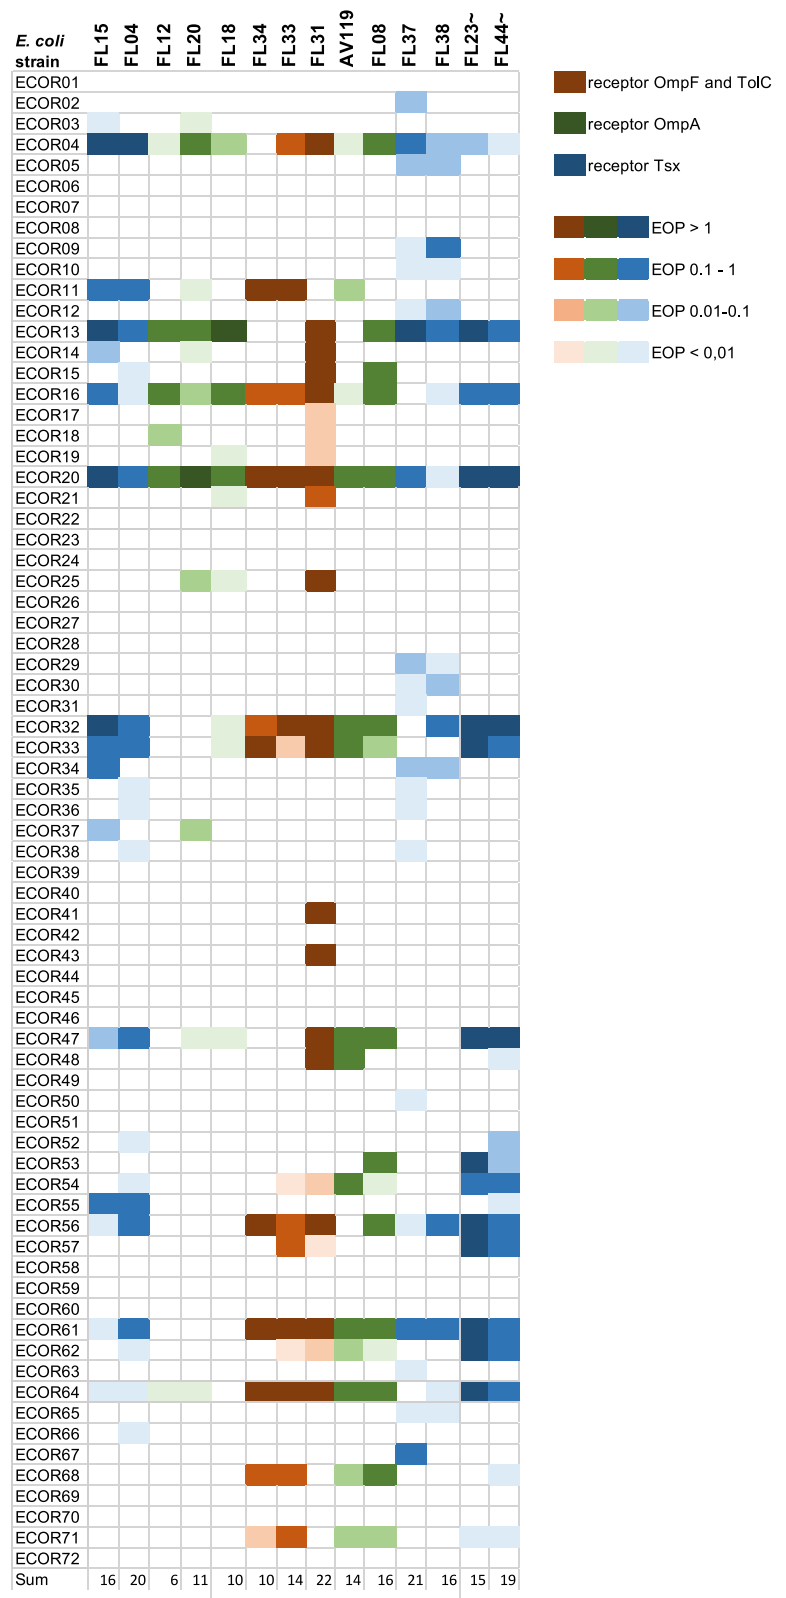 E. coli
strain FL15 FL04 FL12 FL20 FL18 FL34 FL33 FL31 AV119 FL08 FL37 FL38 FL23~ FL44~
ECOR01
ECOR02
ECOR03
ECOR04
ECOR05
ECOR06
ECOR07
ECOR08
ECOR09
ECOR10
ECOR11
ECOR12
ECOR13
ECOR14
ECOR15
ECOR16
ECOR17
ECOR18
ECOR19
ECOR20
ECOR21
ECOR22
ECOR23
ECOR24
ECOR25
ECOR26
ECOR27
ECOR28
ECOR29
ECOR30
ECOR31
ECOR32
ECOR33
ECOR34
ECOR35
ECOR36
ECOR37
ECOR38
ECOR39
ECOR40
ECOR41
ECOR42
ECOR43
ECOR44
ECOR45
ECOR46
ECOR47
ECOR48
ECOR49
ECOR50
ECOR51
ECOR52
ECOR53
ECOR54
ECOR55
ECOR56
ECOR57
ECOR58
ECOR59
ECOR60
ECOR61
ECOR62
ECOR63
ECOR64
ECOR65
ECOR66
ECOR67
ECOR68
ECOR69
ECOR70
ECOR71
ECOR72
Sum 16 20 6 11 10 10 14 22 14 16 21 16 15 19
receptor OmpF and TolC
receptor OmpA
receptor Tsx
EOP > 1
EOP 0.1 - 1
EOP 0.01-0.1
EOP < 0,01